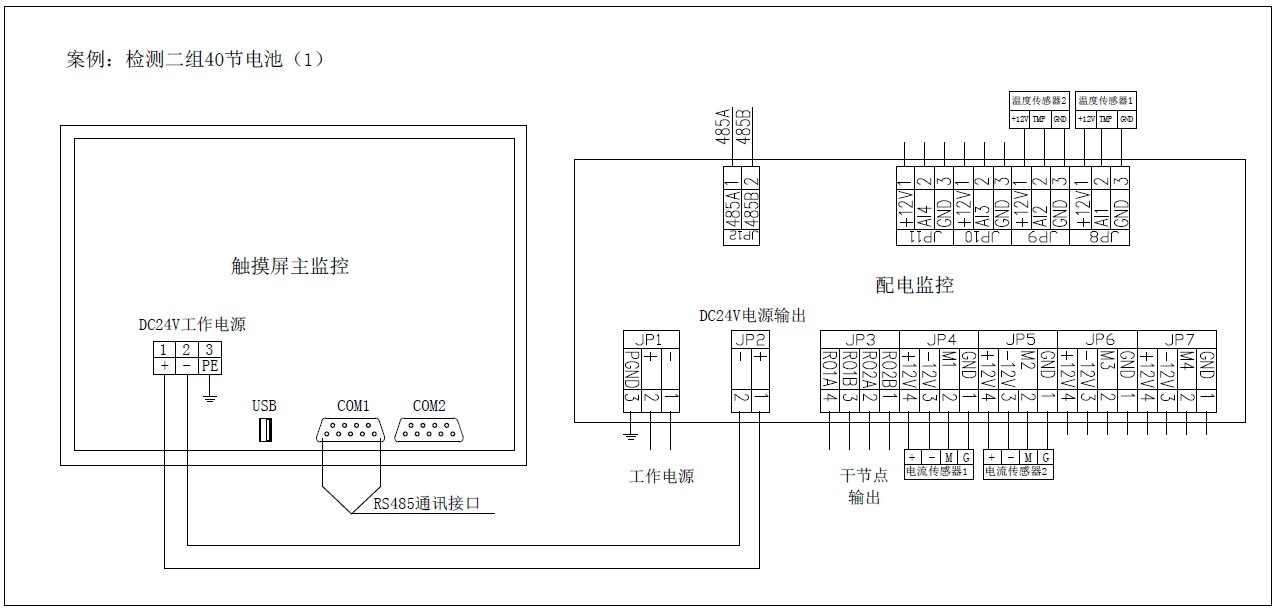 案例：检测二组40节电池（1）
触摸屏主监控
DC24V工作电源
1 2 3
+ - PE
USB
COM1
COM2
RS485通讯接口
485A
485B
1 2
485A 485B
JP12
温度传感器2
+12V TMP GND
温度传感器1
+12V TMP GND
1 2 3 1 2 3 1 2 3 1 2 3
+12V AI4 GND +12V AI3 GND +12V AI2 GND +12V AI1 GND
JP11 JP10 JP9 JP8
配电监控
DC24V电源输出
JP1
PGND + -
3 2 1
工作电源
JP2
- +
2 1
JP3 JP4 JP5 JP6 JP7
RO1A RO1B RO2A RO2B +12V -12V M1 GND +12V -12V M2 GND +12V -12V M3 GND +12V -12V M4 GND
4 3 2 1 4 3 2 1 4 3 2 1 4 3 2 1 4 3 2 1
干节点
输出
+ - M G
电流传感器1
+ - M G
电流传感器2